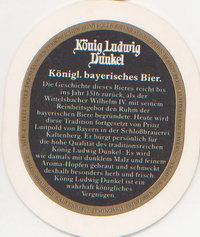 König Ludwig
Dunkel
Königl. bayerisches Bier.
Die Geschichte dieses Bieres reicht bis
ins Jahr 1516 zurück, als der
Wittelsbacher Wilhelm IV. mit seinem
Reinheitsgebot den Ruhm der
bayerischen Biere begründete. Heute wird
diese Tradition fortgesetzt von Prinz
Luitpold von Bayern in der Schloßbrauerei
Kaltenberg. Er bürgt persönlich für
die hohe Qualität des traditionsreichen
König Ludwig Dunkel: Es wird
wie damals mit dunklem Malz und feinem
Aroma-Hopfen gebraut und schmeckt
deshalb besonders herb und frisch.
König Ludwig Dunkel ist ein
wahrhaft königliches
Vergnügen.